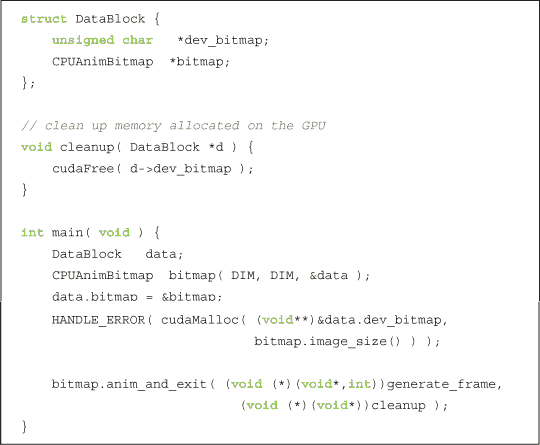 struct DataBlock {
    unsigned char   *dev_bitmap;
    CPUAnimBitmap  *bitmap;
};

// clean up memory allocated on the GPU
void cleanup( DataBlock *d ) {
    cudaFree( d->dev_bitmap );
}

int main( void ) {
    DataBlock   data;
    CPUAnimBitmap  bitmap( DIM, DIM, &data );
    data.bitmap = &bitmap;
    HANDLE_ERROR( cudaMalloc( (void**)&data.dev_bitmap,
                              bitmap.image_size() ) );

    bitmap.anim_and_exit( (void (*)(void*,int))generate_frame,
                            (void (*)(void*))cleanup );
}